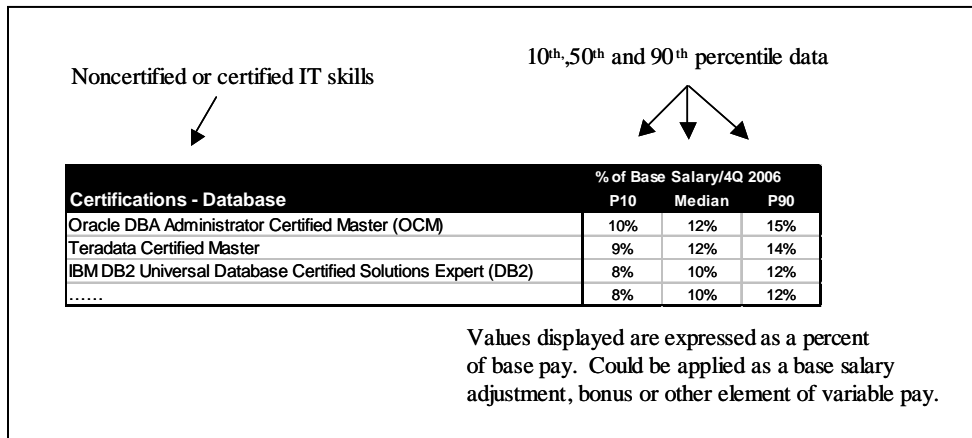 Noncertified or certified IT skills
10th,,50th and 90th percentile data
% of Base Salary/4Q 2006
Certifications - Database P10 Median P90
Oracle DBA Administrator Certified Master (OCM) 10% 12% 15%
Teradata Certified Master 9% 12% 14%
IBM DB2 Universal Database Certified Solutions Expert (DB2) 8% 10% 12%
...... 8% 10% 12%
Values displayed are expressed as a percent
of base pay. Could be applied as a base salary
adjustment, bonus or other element of variable pay.